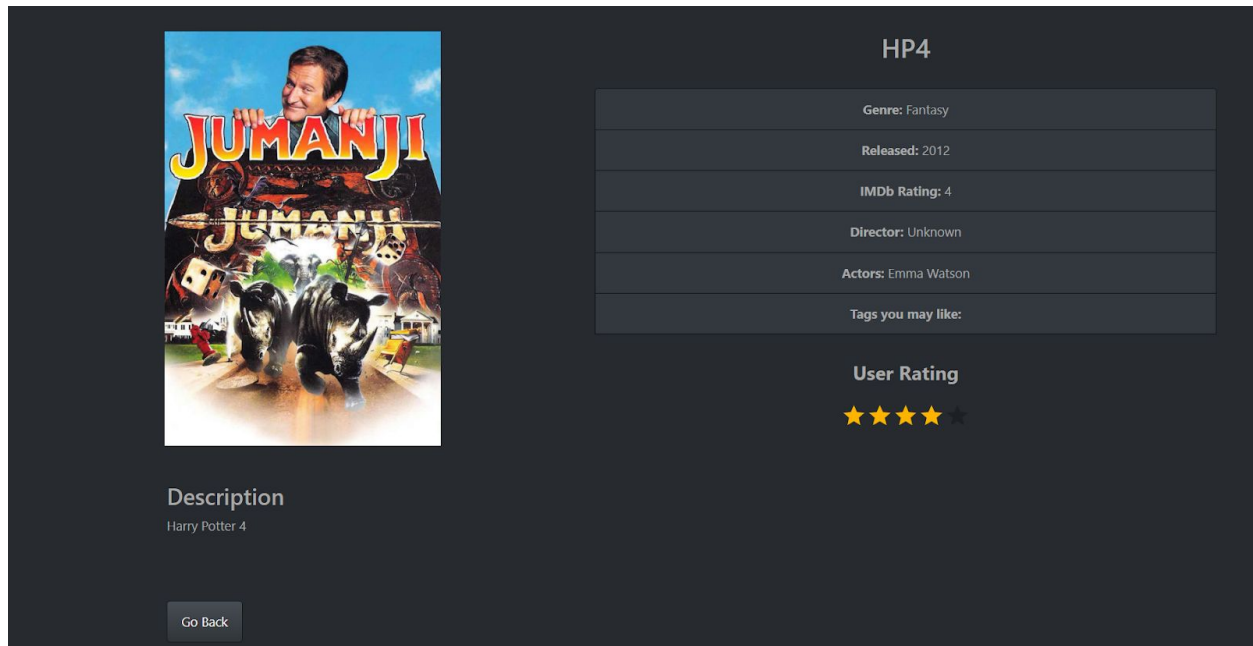 JUMANJI
JUMANJI
Description
Harry Potter 4
Go Back
HP4
Genre: Fantasy
Released: 2012
IMDb Rating: 4
Director: Unknown
Actors: Emma Watson
Tags you may like:
User Rating